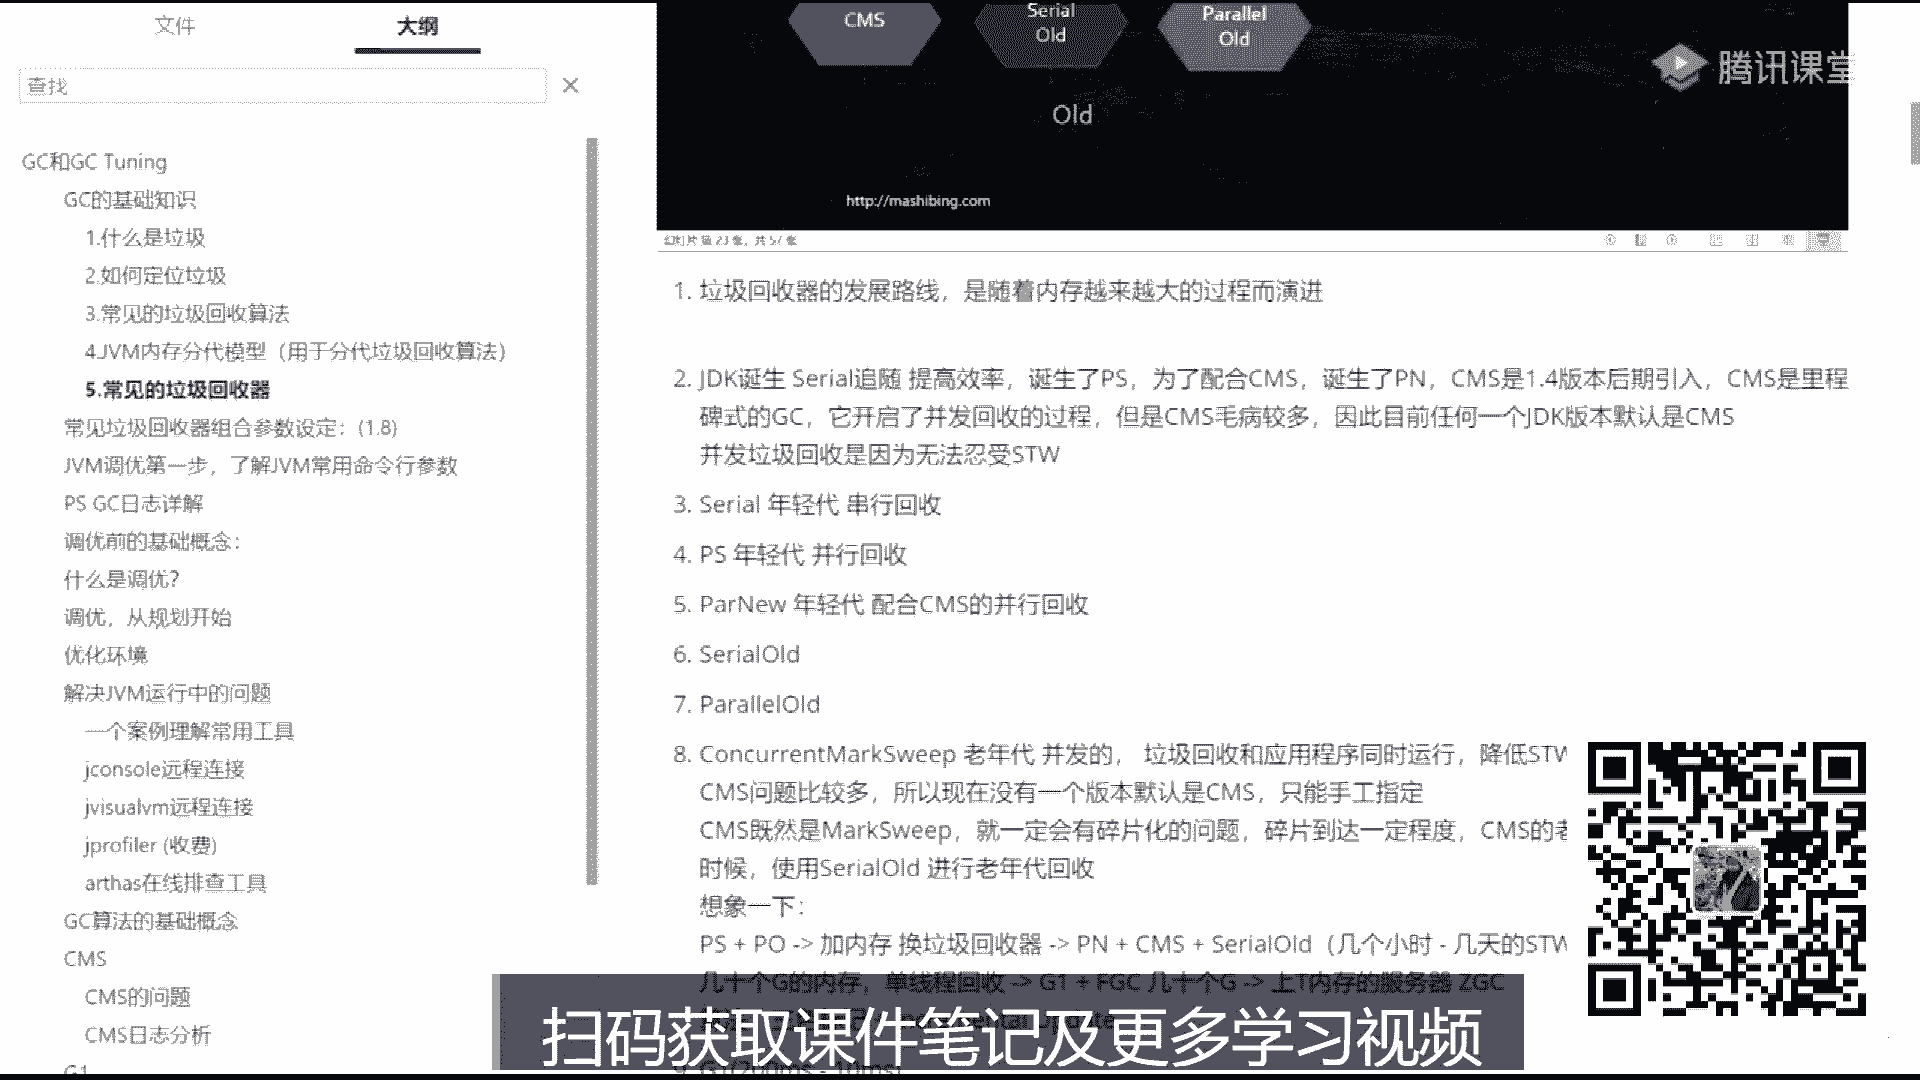 文件
大纲
查找
GC和GC Tuning
GC的基础知识
1.什么是垃圾
2.如何定位垃圾
3.常见的垃圾回收算法
4.JVM内存分代模型（用于分代垃圾回收算法）
5.常见的垃圾回收器
常见垃圾回收器组合参数设定：(1.8)
JVM调优第一步，了解JVM常用命令行参数
PS GC日志详解
调优前的基础概念：
什么是调优？
调优，从规划开始
优化环境
解决JVM运行中的问题
一个案例理解常用工具
jconsole远程连接
jvisualvm远程连接
jprofiler (收费)
arthas在线排查工具
GC算法的基础概念
CMS
CMS的问题
CMS日志分析
G1
CMS
Serial
Old
Parallel
Old
腾讯课堂
Old
http://mashibing.com
幻灯片 第 23 张，共 57 张
1. 垃圾回收器的发展路线，是随着内存越来越大的过程而演进
2. JDK诞生 Serial追随 提高效率，诞生了PS，为了配合CMS，诞生了PN，CMS是1.4版本后期引入，CMS是里程
碑式的GC，它开启了并发回收的过程，但是CMS毛病较多，因此目前任何一个JDK版本默认是CMS
并发垃圾回收是因为无法忍受STW
3. Serial 年轻代 串行回收
4. PS 年轻代 并行回收
5. ParNew 年轻代 配合CMS的并行回收
6. SerialOld
7. ParallelOld
8. ConcurrentMarkSweep 老年代 并发的， 垃圾回收和应用程序同时运行，降低STW
CMS问题比较多，所以现在没有一个版本默认是CMS，只能手工指定
CMS既然是MarkSweep，就一定会有碎片化的问题，碎片到达一定程度，CMS的老
时候，使用SerialOld 进行老年代回收
想象一下：
PS + PO -> 加内存 换垃圾回收器 -> PN + CMS + SerialOld（几个小时 - 几天的STW
几十个G的内存，单线程回收 -> G1 + FGC 几十个G -> 上T内存的服务器 ZGC
扫码获取课件笔记及更多学习视频